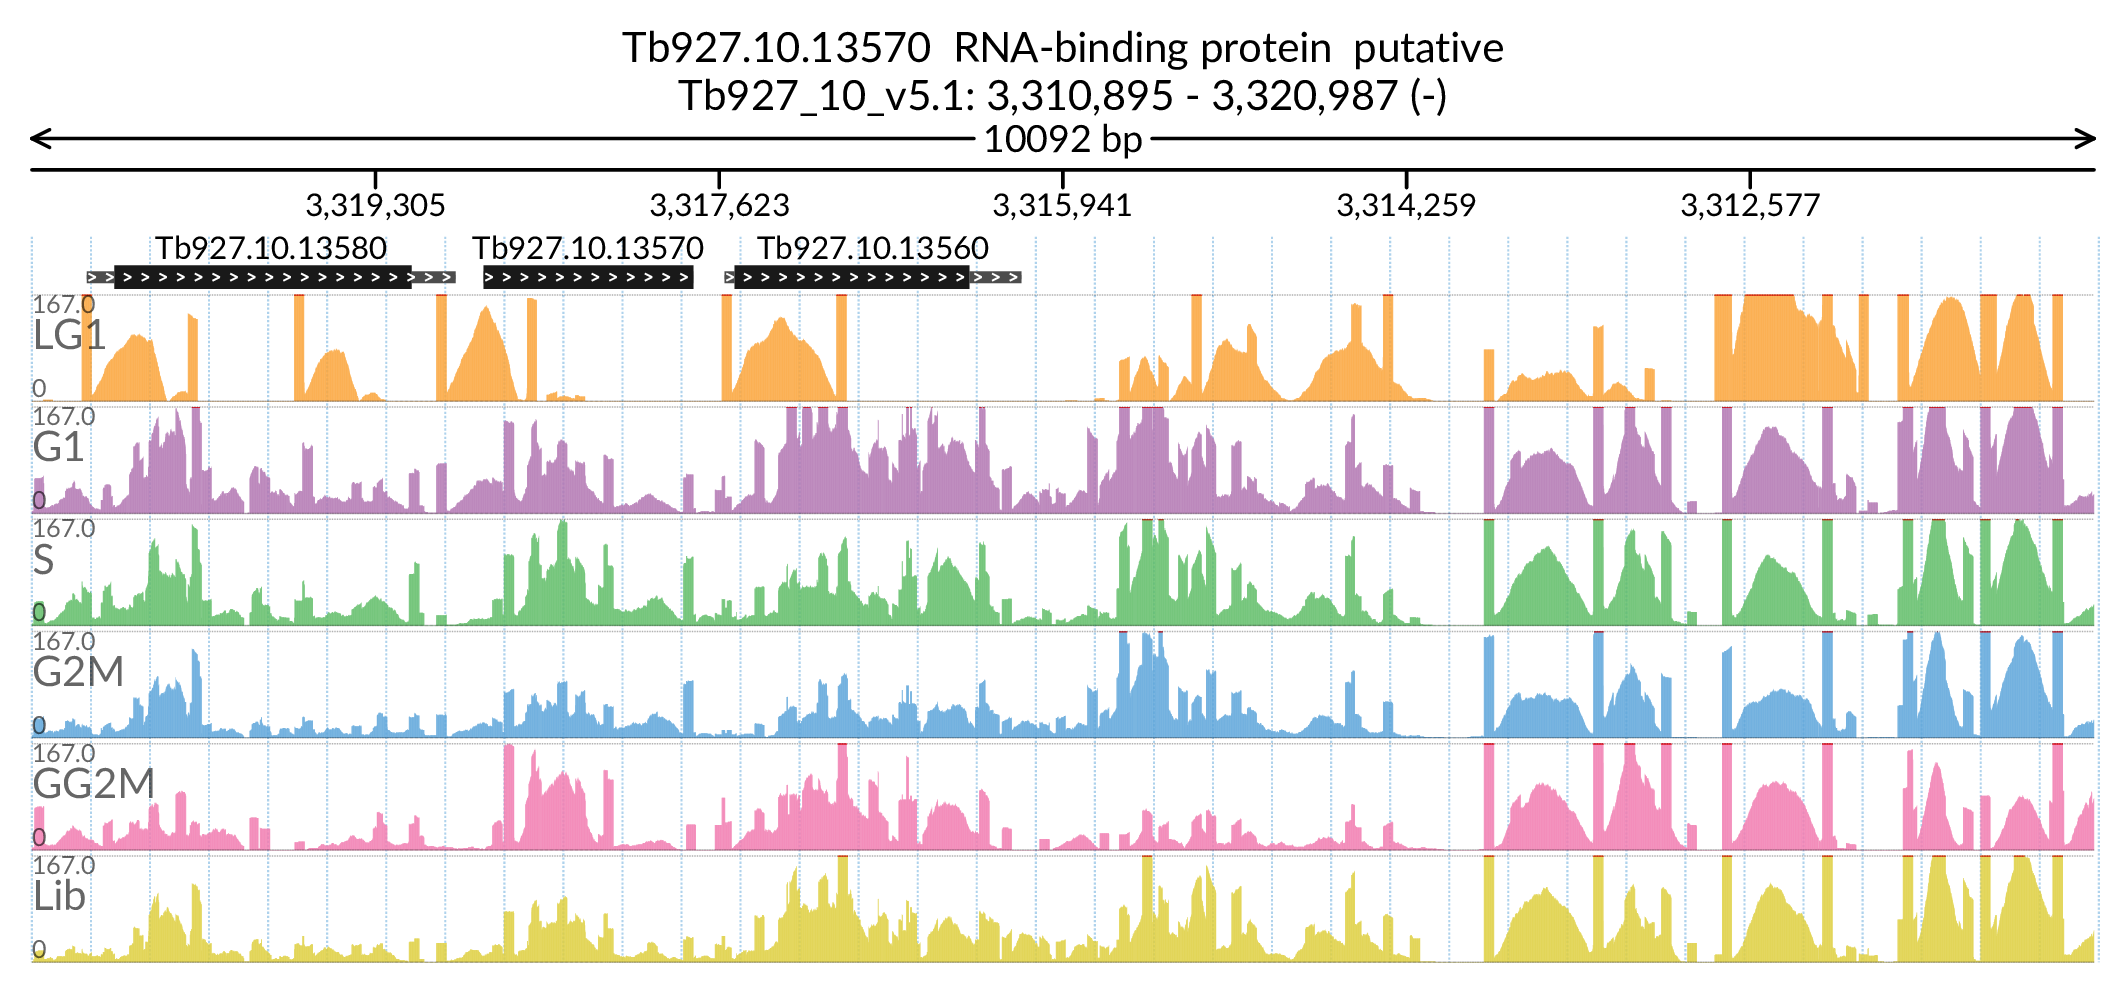 Tb927.10.13570 RNA-binding protein putative
Tb927_10_v5.1: 3,310,895 - 3,320,987 (-)
10092 bp
3,319,305 3,317,623 3,315,941 3,314,259 3,312,577
Tb927.10.13580 Tb927.10.13570 Tb927.10.13560
167.0
LG1
0
167.0
G1
0
167.0
S
0
167.0
G2M
0
167.0
GG2M
0
167.0
Lib
0